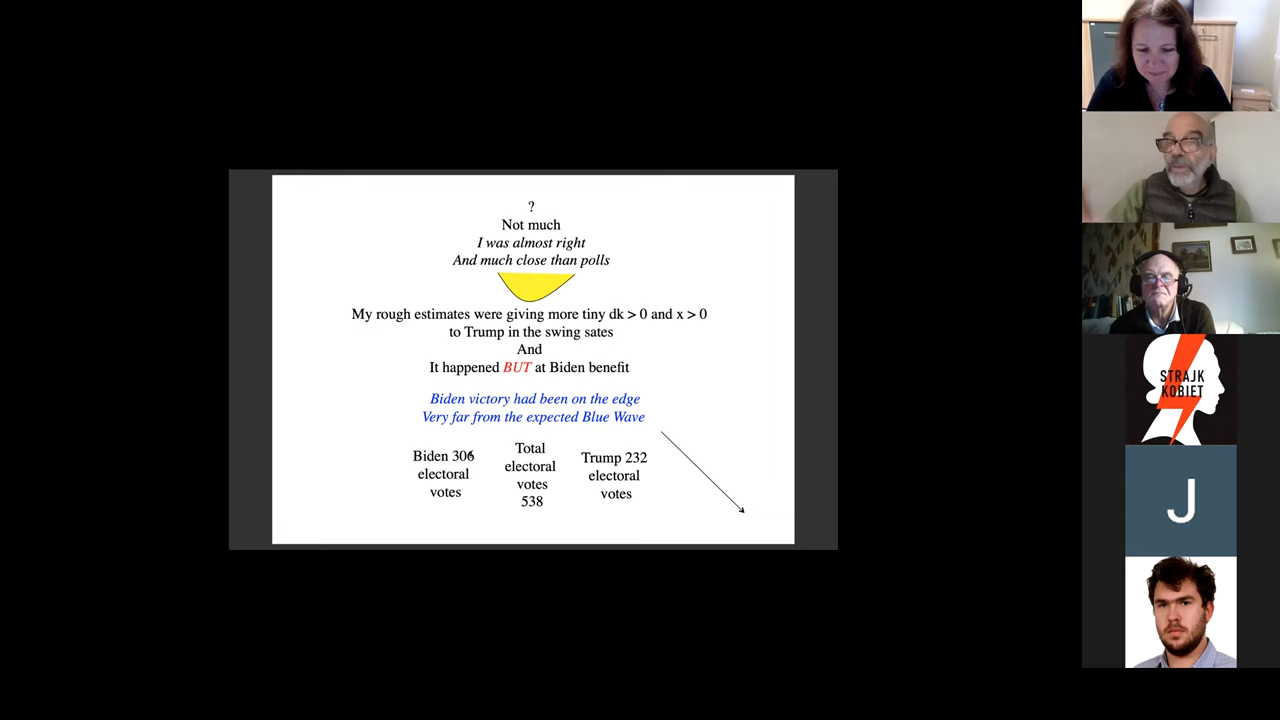 ?
Not much
I was almost right
And much close than polls
My rough estimates were giving more tiny dk > 0 and x > 0
to Trump in the swing sates
And
It happened BUT at Biden benefit
Biden victory had been on the edge
Very far from the expected Blue Wave
Biden 306
electoral
votes
Total
electoral
votes
538
Trump 232
electoral
votes
STRAJK
KOBIET
J